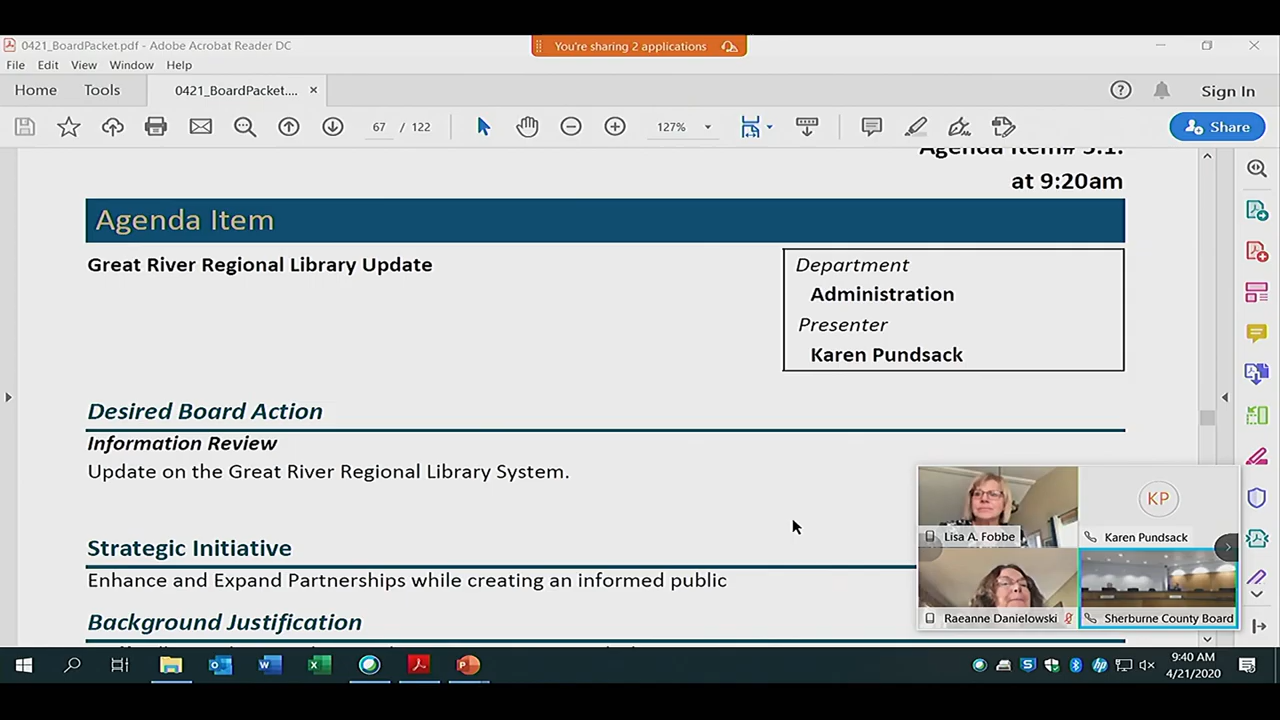 0421_BoardPacket.pdf - Adobe Acrobat Reader DC
You're sharing 2 applications
File Edit View Window Help
Home Tools 0421_BoardPacket.... × Sign In
67 / 122 127% Share
Agenda Item# 5.1.
at 9:20am
Agenda Item
Great River Regional Library Update
Department
Administration
Presenter
Karen Pundsack
Desired Board Action
Information Review
Update on the Great River Regional Library System.
Strategic Initiative
Enhance and Expand Partnerships while creating an informed public
Background Justification
KP
Lisa A. Fobbe
Karen Pundsack
Raeanne Danielowski
Sherburne County Board
9:40 AM
4/21/2020